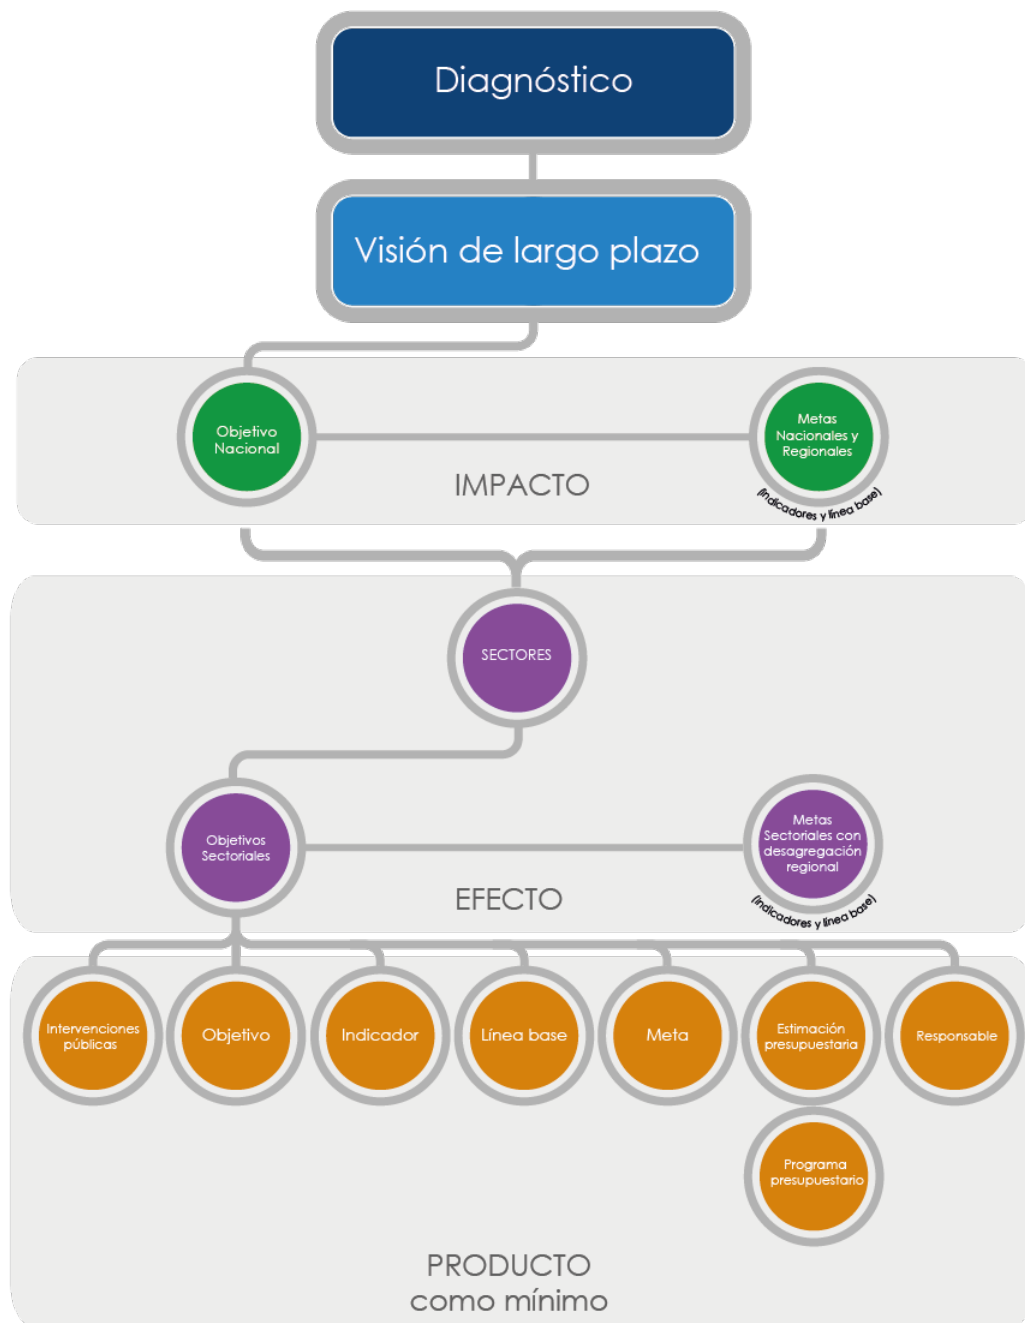 Diagnóstico
Visión de largo plazo
Objetivo
Nacional
Metas
Nacionales y
Regionales
(indicadores y línea base)
IMPACTO
SECTORES
Objetivos
Sectoriales
Metas
Sectoriales con
desagregación
regional
(indicadores y línea base)
EFECTO
Intervenciones
públicas
Objetivo
Indicador
Línea base
Meta
Estimación
presupuestaria
Responsable
Programa
presupuestario
PRODUCTO
como mínimo